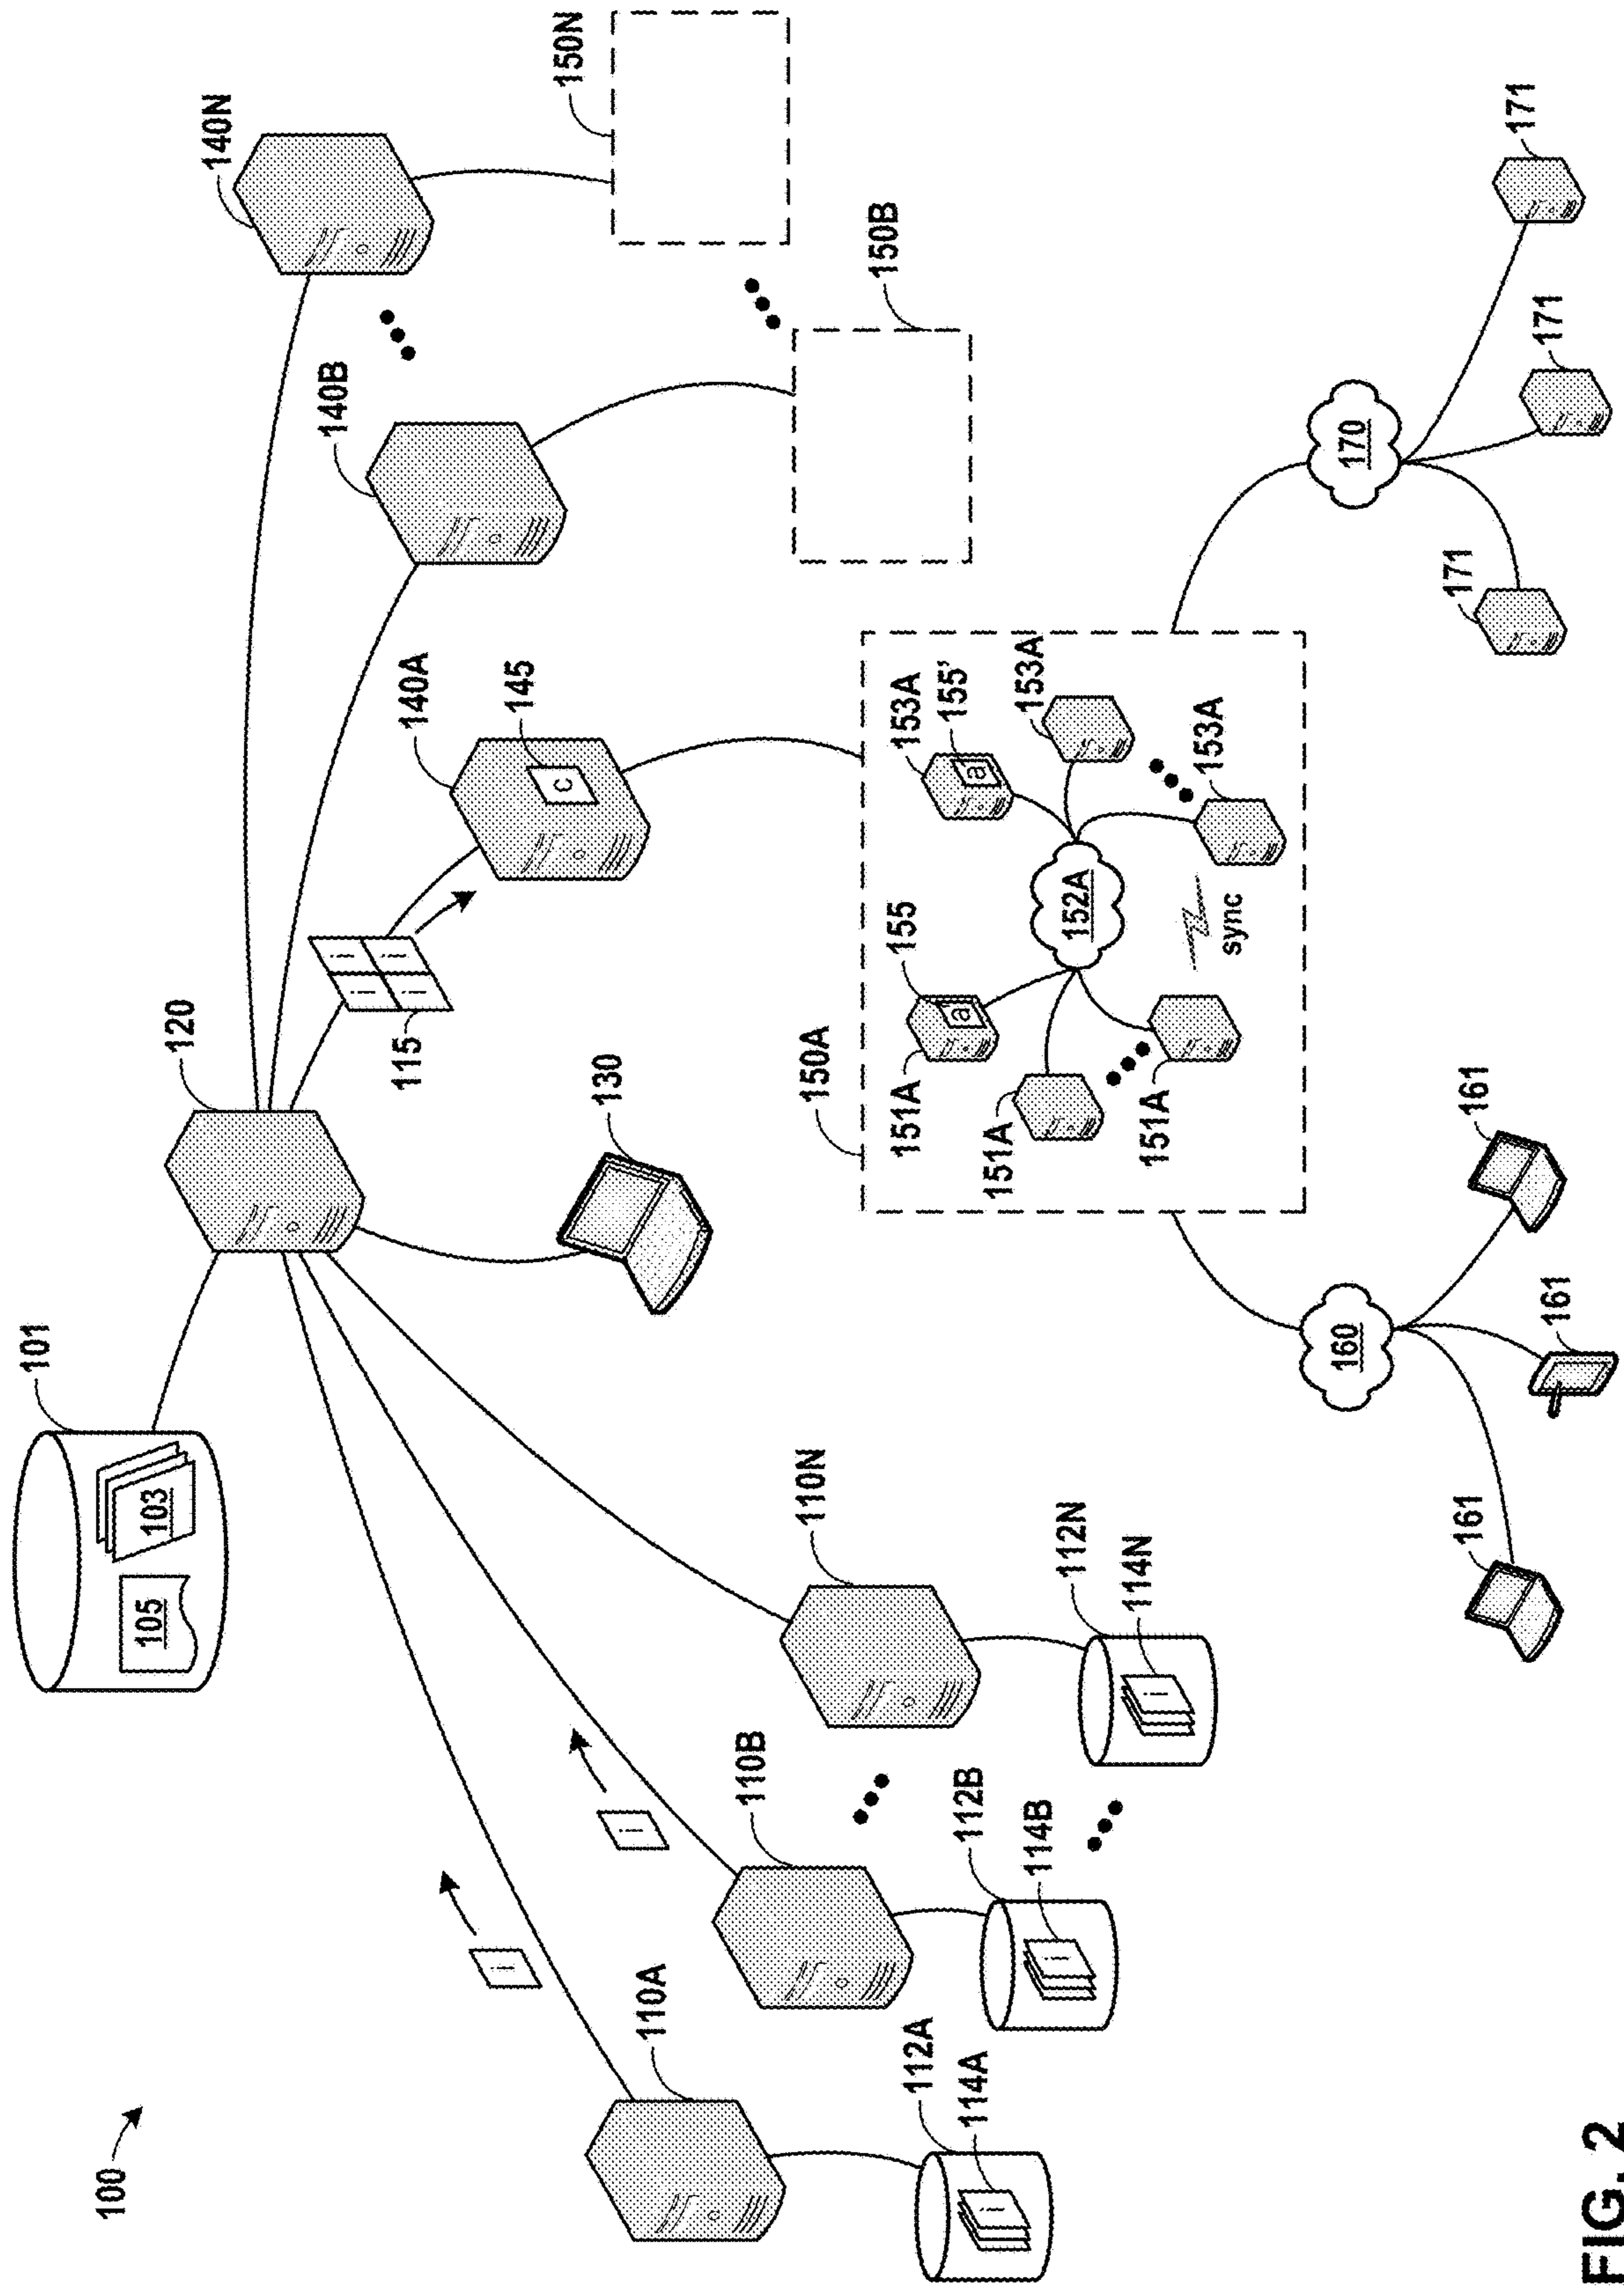 100
101
105
103
120
115
i
i
i
i
130
140A
145
c
140B
140N
150N
150B
110A
i
112A
114A
i
110B
i
112B
114B
i
110N
112N
114N
i
150A
151A
155
a
151A
151A
152A
153A
155'
a
153A
153A
sync
160
161
161
161
170
171
171
171
FIG. 2